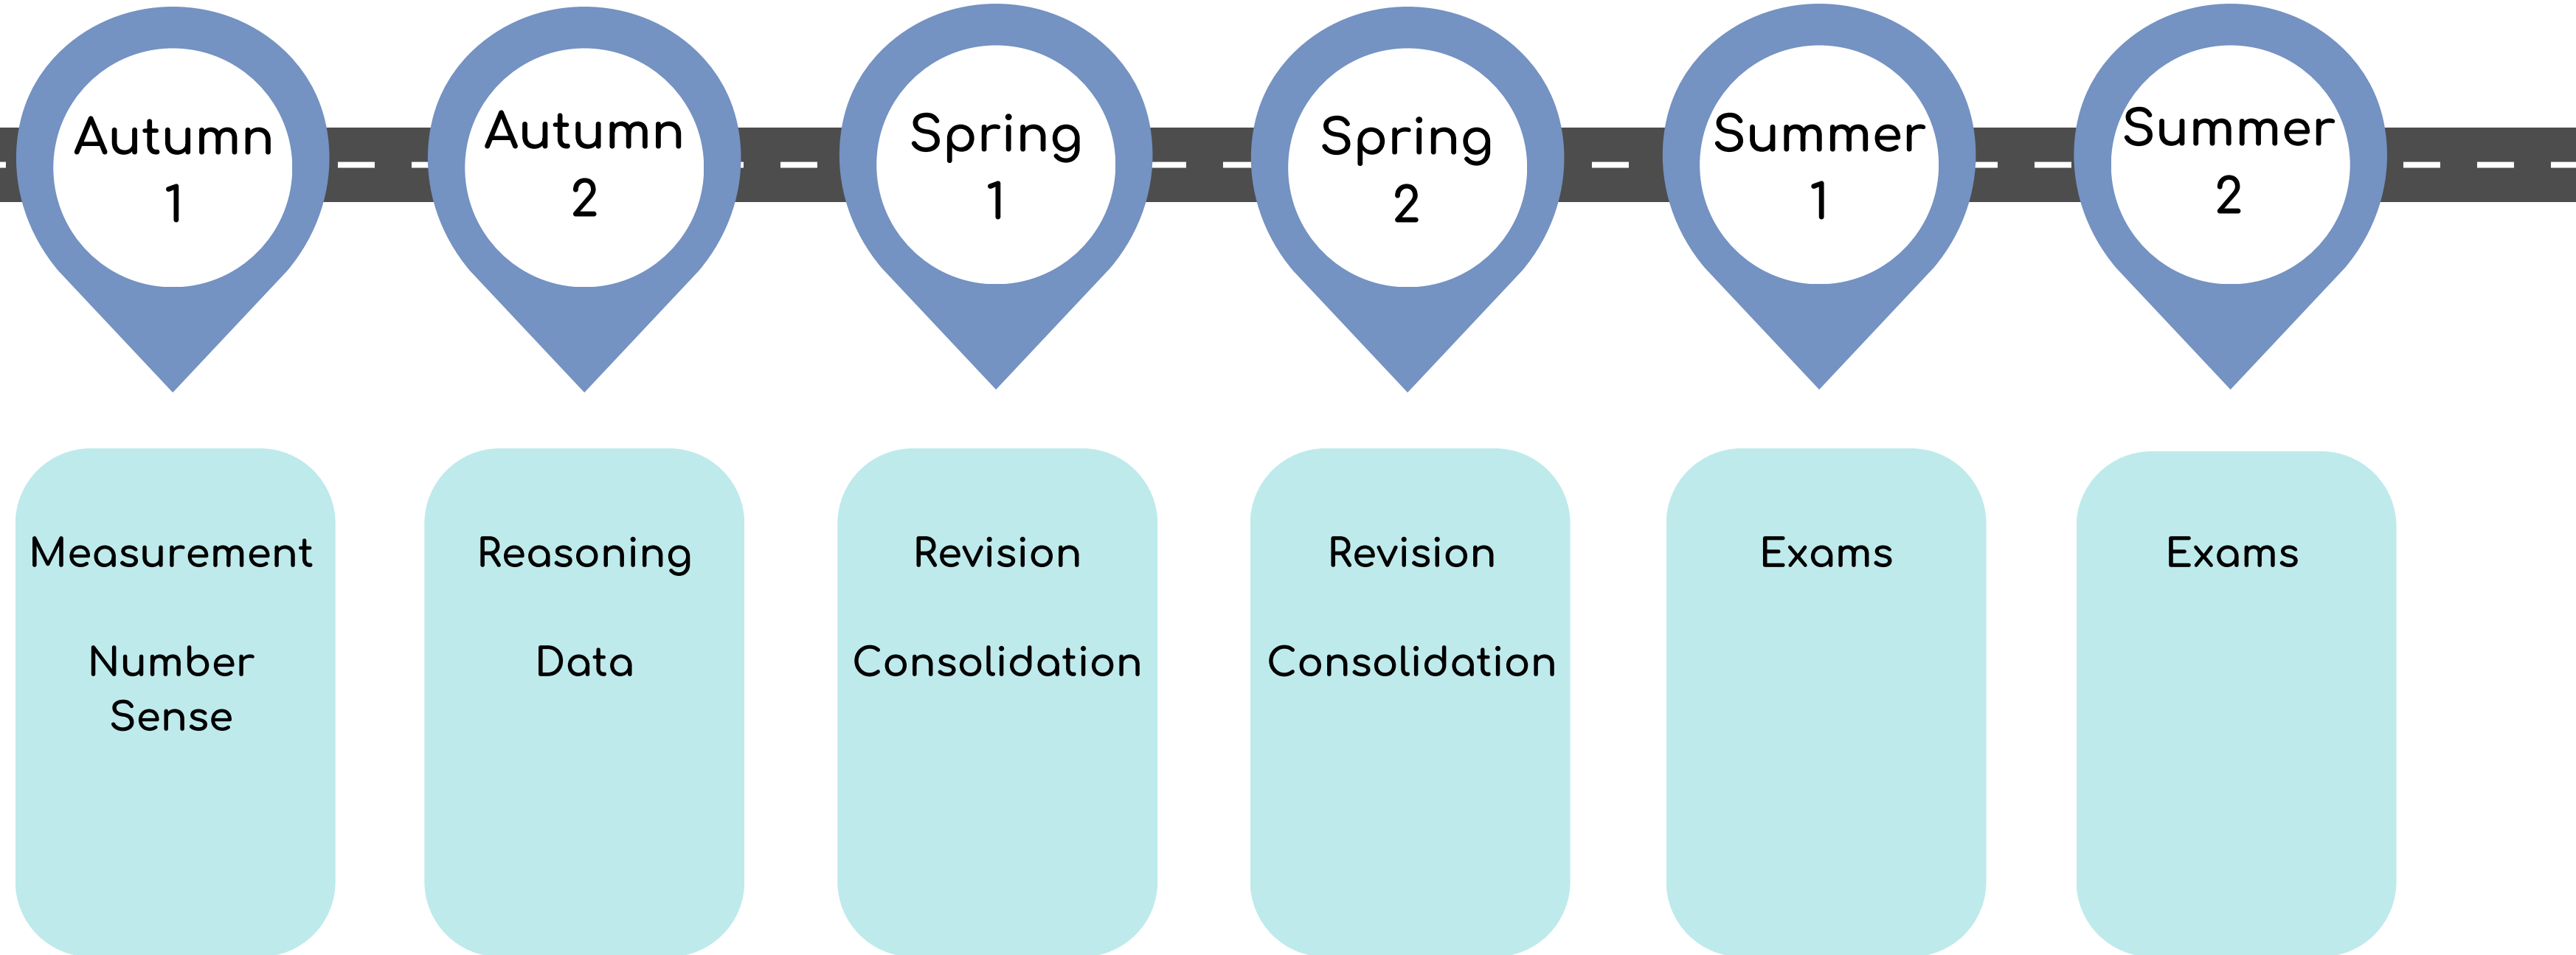 Autumn
1
Autumn
2
Spring
1
Spring
2
Summer
1
Summer
2
Measurement
Number
Sense
Reasoning
Data
Revision
Consolidation
Revision
Consolidation
Exams
Exams